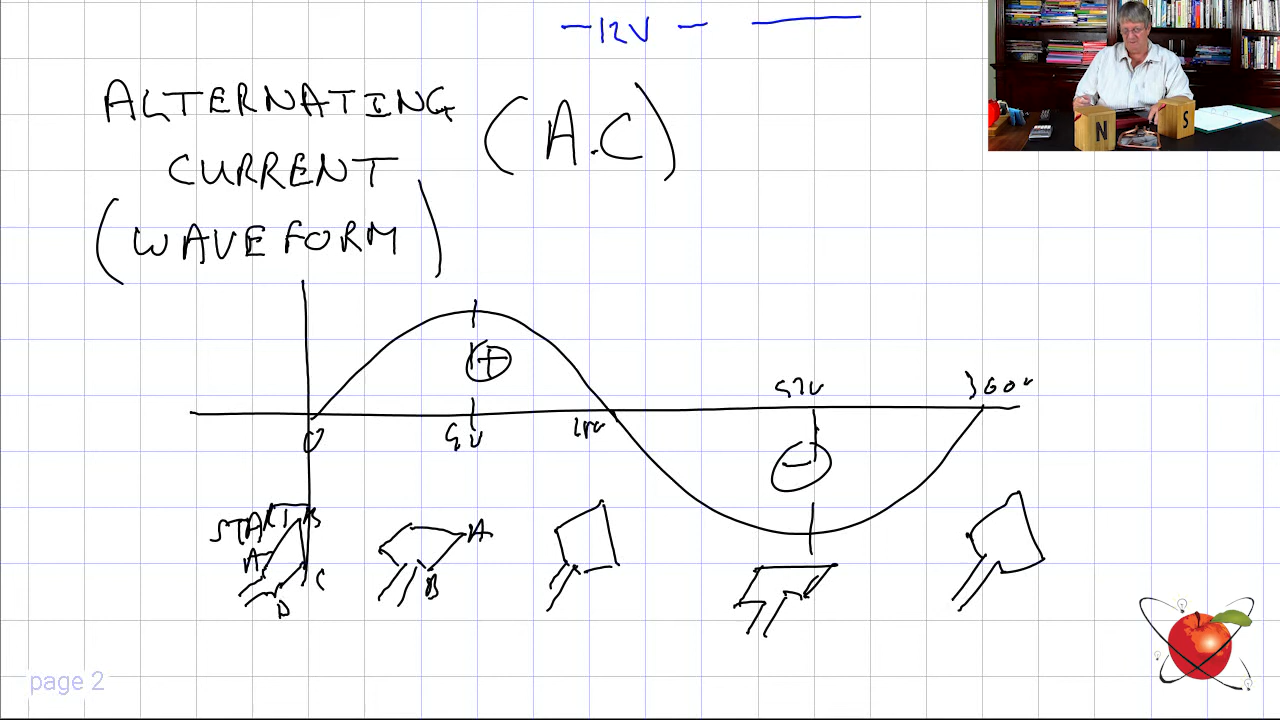 -12V -
ALTERNATING (A.C)
CURRENT
(WAVEFORM)
N S
+
270 360
0 90 180
-
START B
A A
C
B
D
page 2